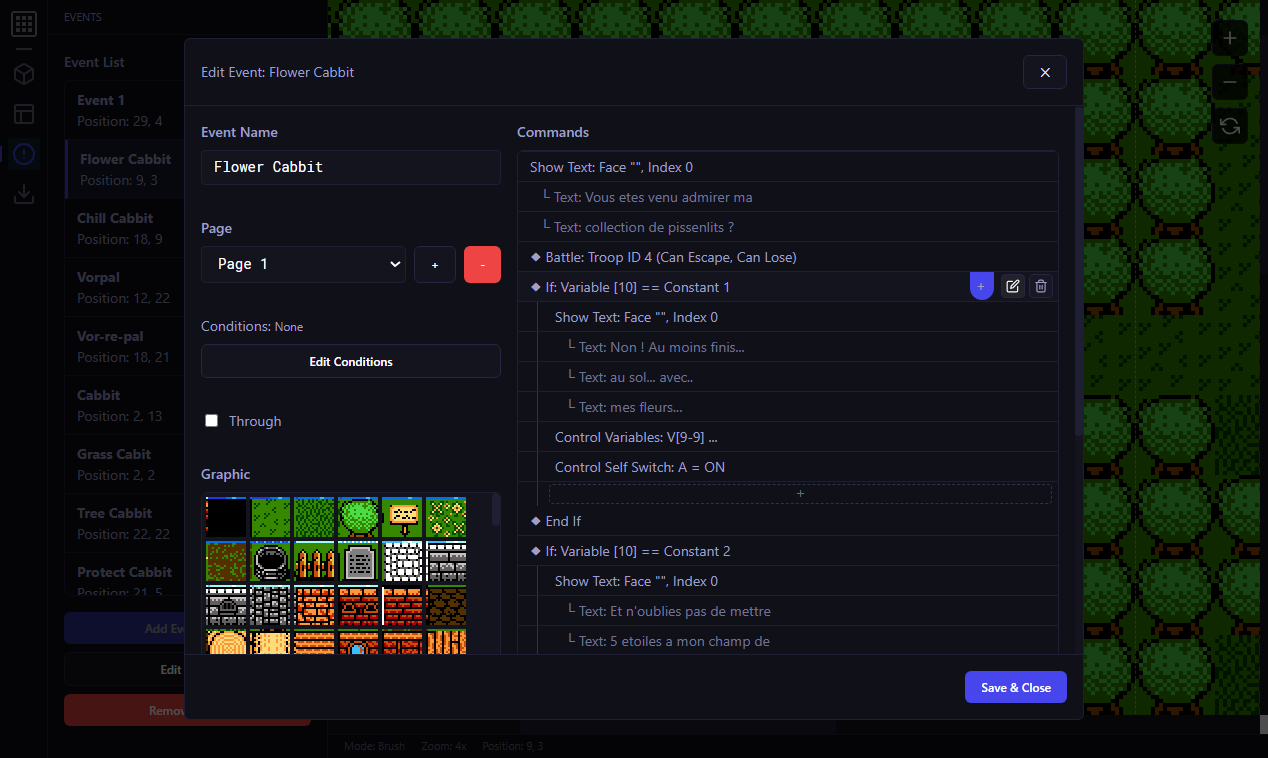 EVENTS
Event List
Event 1
Position: 29, 4
Flower Cabbit
Position: 9, 3
Chill Cabbit
Position: 18, 9
Vorpal
Position: 12, 22
Vor-re-pal
Position: 18, 21
Cabbit
Position: 2, 13
Grass Cabit
Position: 2, 2
Tree Cabbit
Position: 22, 22
Protect Cabbit
Position: 21, 5
Add Eve
Edit
Remov
Edit Event: Flower Cabbit
×
Event Name
Flower Cabbit
Page
Page 1
+
-
Conditions: None
Edit Conditions
Through
Graphic
Commands
Show Text: Face "", Index 0
└ Text: Vous etes venu admirer ma
└ Text: collection de pissenlits ?
◆ Battle: Troop ID 4 (Can Escape, Can Lose)
◆ If: Variable [10] == Constant 1
+
Show Text: Face "", Index 0
└ Text: Non ! Au moins finis...
└ Text: au sol... avec..
└ Text: mes fleurs...
Control Variables: V[9-9] ...
Control Self Switch: A = ON
+
◆ End If
◆ If: Variable [10] == Constant 2
Show Text: Face "", Index 0
└ Text: Et n'oublies pas de mettre
└ Text: 5 etoiles a mon champ de
Save & Close
Mode: Brush Zoom: 4x Position: 9, 3